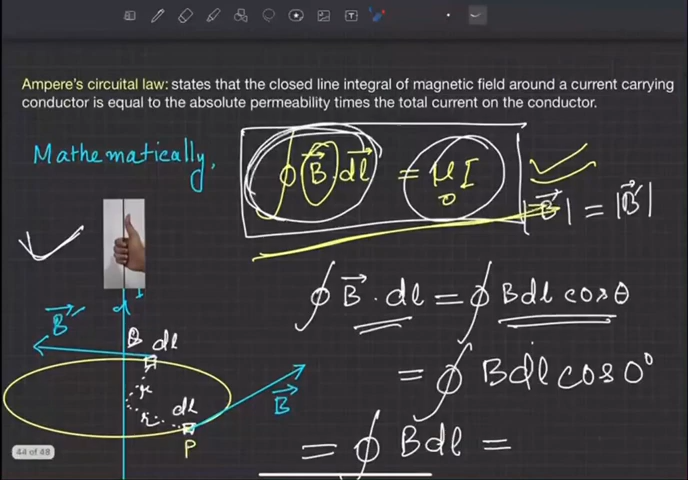 Ampere's circuital law: states that the closed line integral of magnetic field around a current carrying
conductor is equal to the absolute permeability times the total current on the conductor.
Mathematically,
∮ B⃗ d⃗l = μ₀I
|B⃗| = |B⃗'|
∮ B⃗ . dl = ∮ Bdl cosθ
= ∮ Bdl cos0°
= ∮ Bdl =
I
B⃗'
dl
r
r
dl
B⃗
P
44 of 48